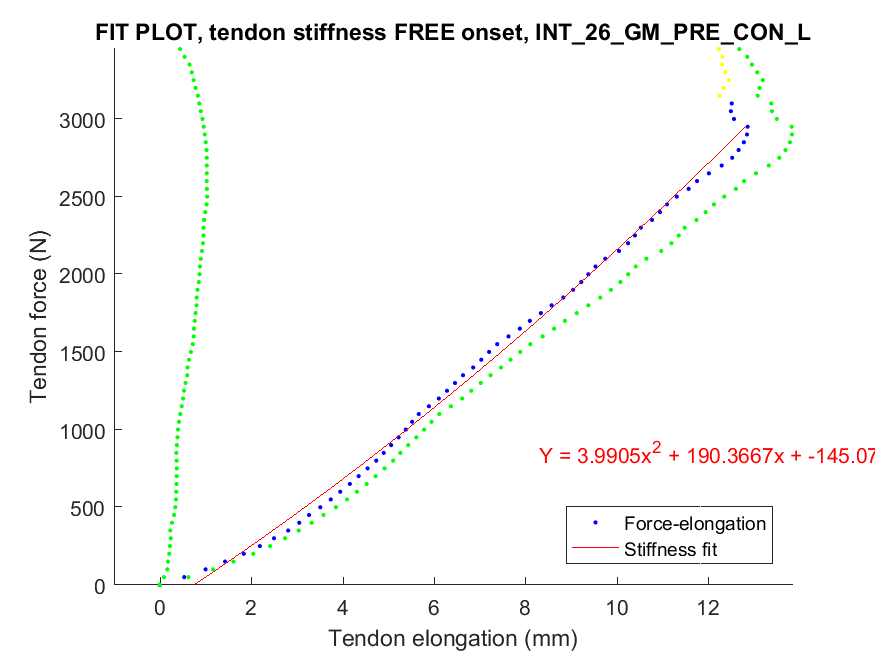 FIT PLOT, tendon stiffness FREE onset, INT_26_GM_PRE_CON_L
3000
2500
2000
1500
1000
500
0
Tendon force (N)
Y = 3.9905x² + 190.3667x + -145.07
Force-elongation
Stiffness fit
0 2 4 6 8 10 12
Tendon elongation (mm)